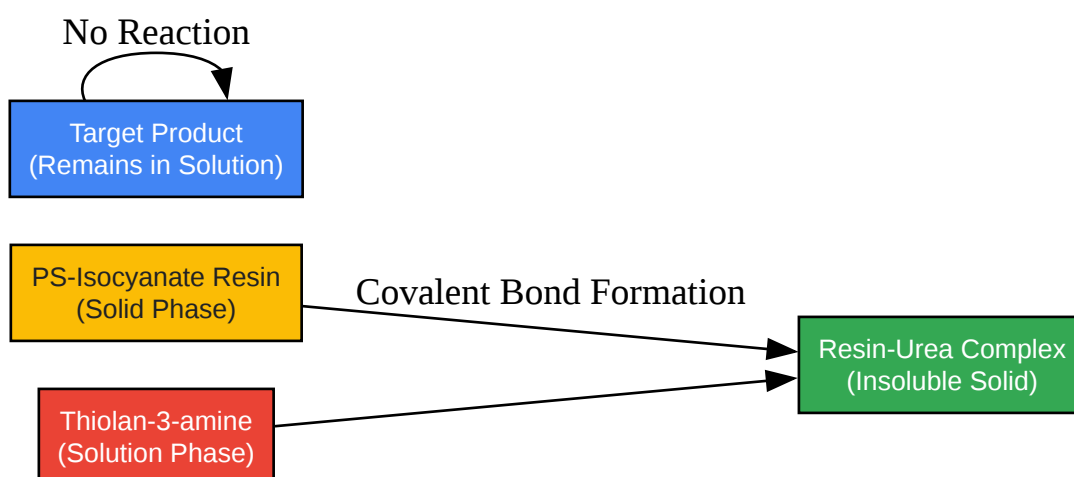 No Reaction
Target Product
(Remains in Solution)
PS-Isocyanate Resin
(Solid Phase)
Covalent Bond Formation
Resin-Urea Complex
(Insoluble Solid)
Thiolan-3-amine
(Solution Phase)